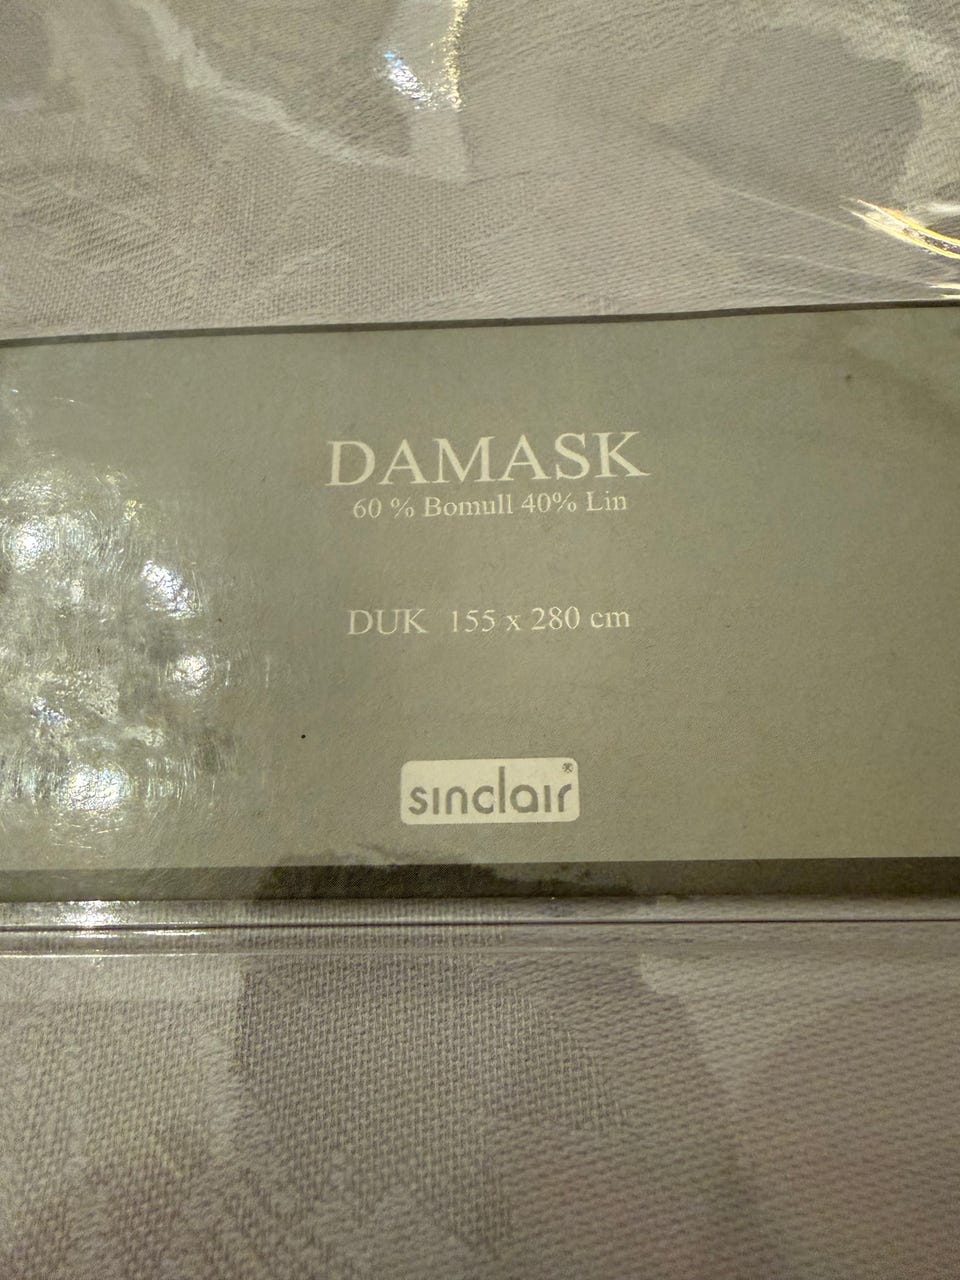 DAMASK
60 % Bomull 40% Lin
DUK 155 x 280 cm
sinclair®